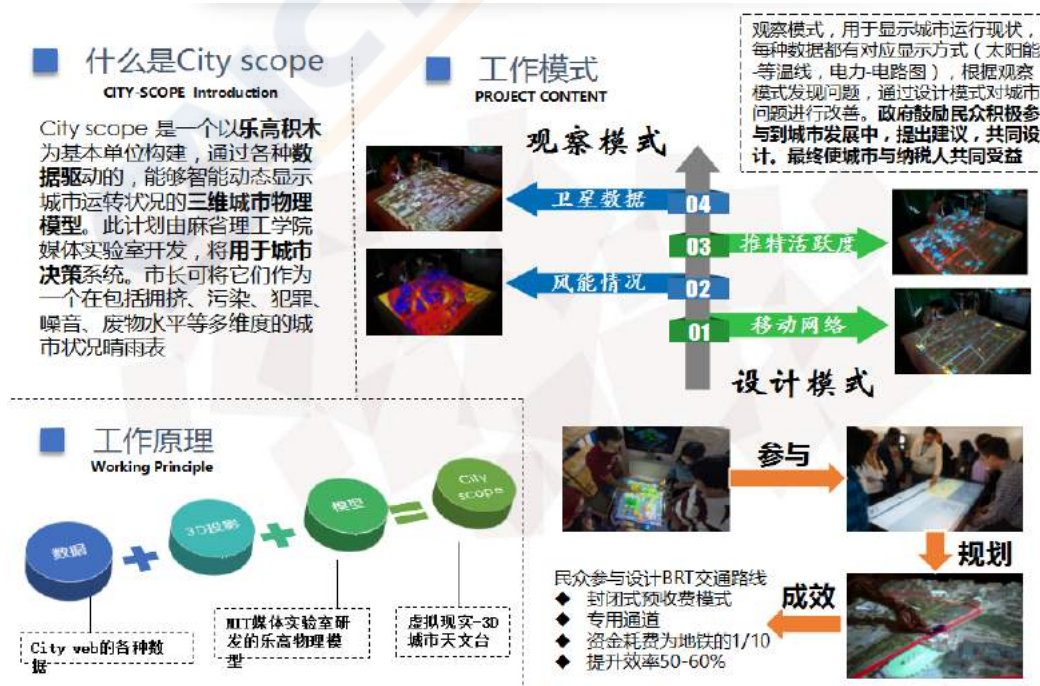 什么是City scope
CITY-SCOPE Introduction
City scope 是一个以乐高积木
为基本单位构建，通过各种数
据驱动的，能够智能动态显示
城市运转状况的三维城市物理
模型。此计划由麻省理工学院
媒体实验室开发，将用于城市
决策系统。市长可将它们作为
一个在包括拥挤、污染、犯罪、
噪音、废物水平等多维度的城
市状况晴雨表
工作模式
PROJECT CONTENT
观察模式，用于显示城市运行现状，
每种数据都有对应显示方式（太阳能
-等温线，电力-电路图），根据观察
模式发现问题，通过设计模式对城市
问题进行改善。政府鼓励民众积极参
与到城市发展中，提出建议，共同设
计。最终使城市与纳税人共同受益
观察模式
卫星数据 04
03 推特活跃度
风能情况 02
01 移动网络
设计模式
工作原理
Working Principle
数据
3D投影
模型
City
scope
City web的各种数
据
MIT媒体实验室研
发的乐高物理模
型
虚拟现实-3D
城市天文台
参与
规划
成效
民众参与设计BRT交通路线
◆ 封闭式预收费模式
◆ 专用通道
◆ 资金耗费为地铁的1/10
◆ 提升效率50-60%